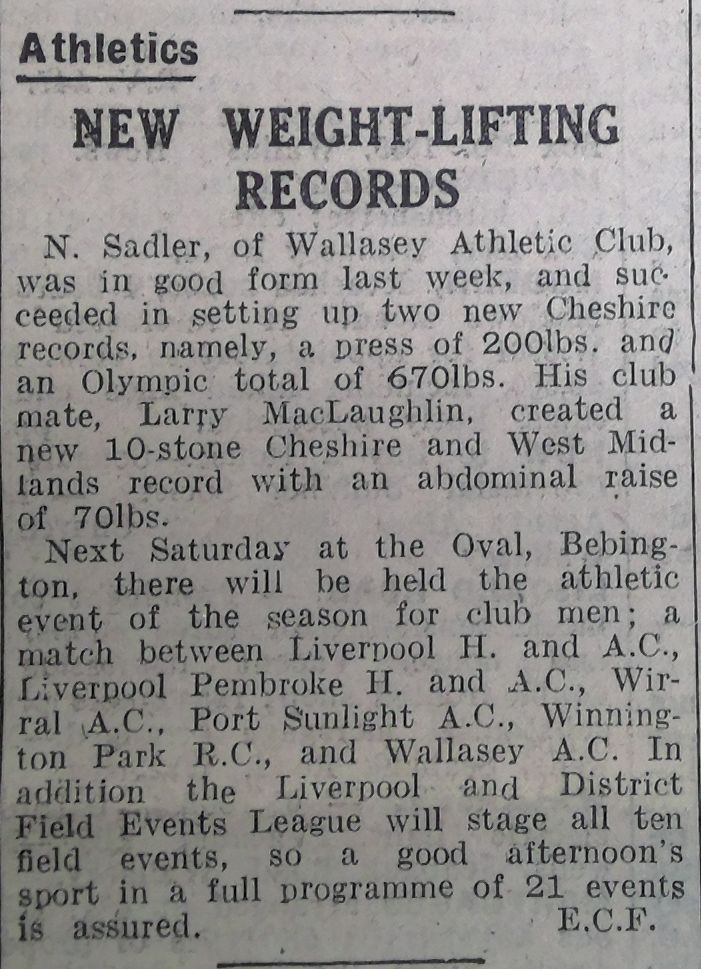 Athletics
NEW WEIGHT-LIFTING
RECORDS
N. Sadler, of Wallasey Athletic Club,
was in good form last week, and suc-
ceeded in setting up two new Cheshire
records, namely, a press of 200lbs. and
an Olympic total of 670lbs. His club
mate, Larry MacLaughlin, created a
new 10-stone Cheshire and West Mid-
lands record with an abdominal raise
of 70lbs.
Next Saturday at the Oval, Bebing-
ton, there will be held the athletic
event of the season for club men; a
match between Liverpool H. and A.C.,
Liverpool Pembroke H. and A.C., Wir-
ral A.C., Port Sunlight A.C., Winning-
ton Park R.C., and Wallasey A.C. In
addition the Liverpool and District
Field Events League will stage all ten
field events, so a good afternoon's
sport in a full programme of 21 events
is assured. E.C.F.